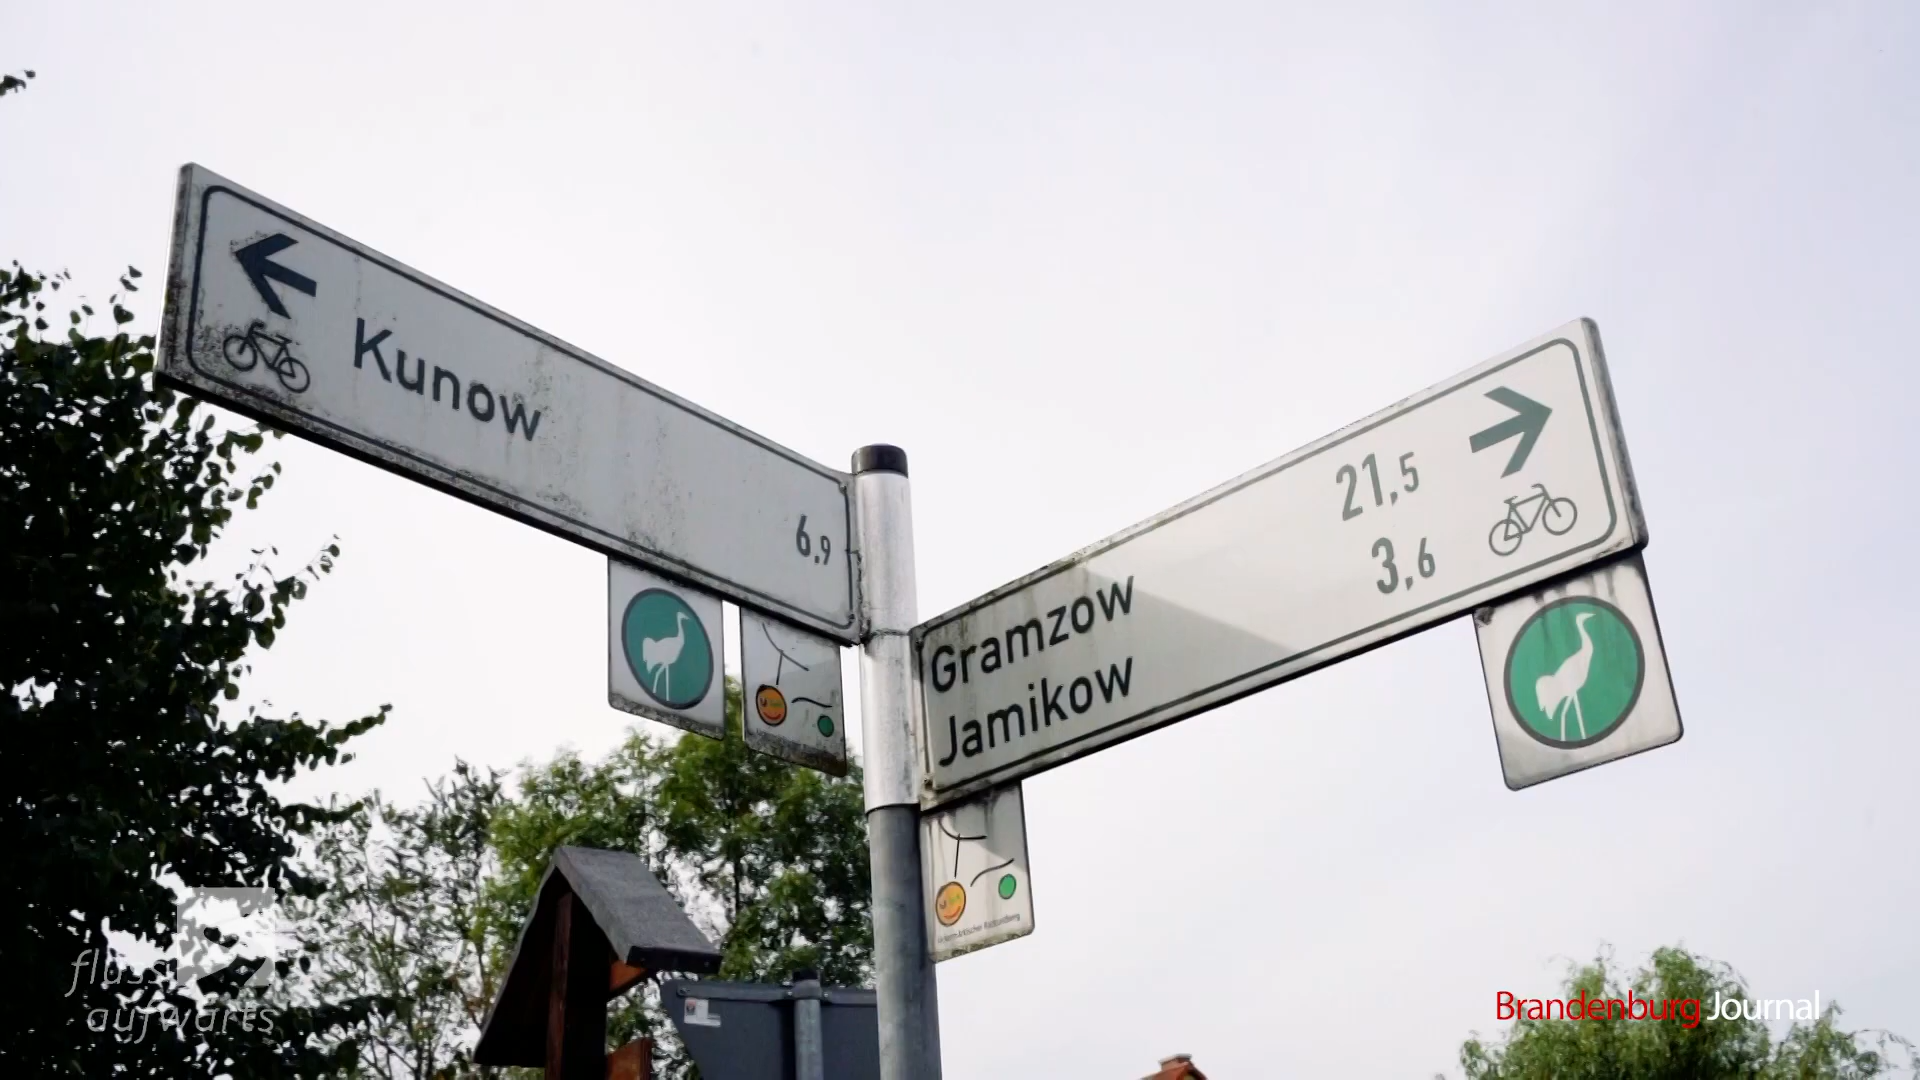 Kunow
6,9
21,5
3,6
Gramzow
Jamikow
fluss
aufwärts
Brandenburg Journal